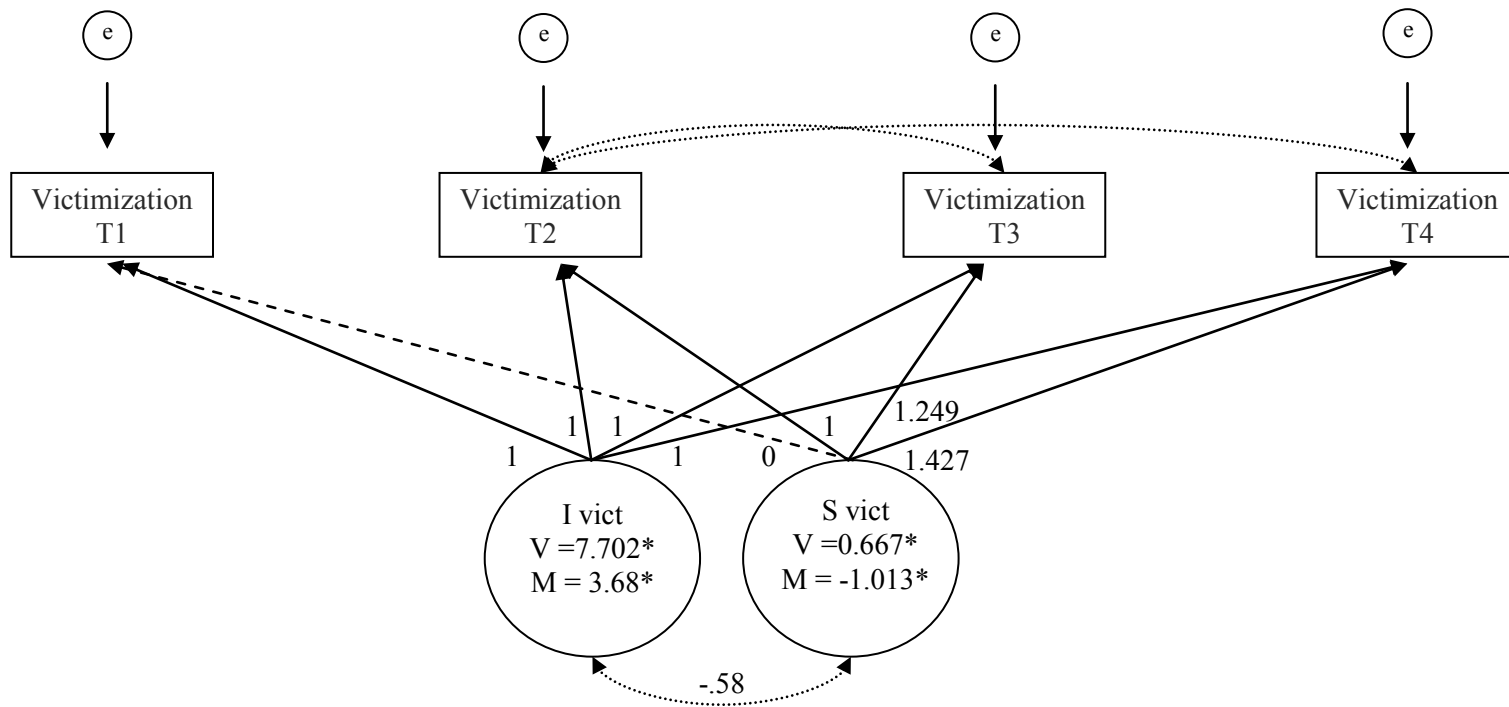 e
e
e
e
Victimization
T1
Victimization
T2
Victimization
T3
Victimization
T4
1
1
1
1
0
1
1.249
1.427
I vict
V =7.702*
M = 3.68*
S vict
V =0.667*
M = -1.013*
-.58